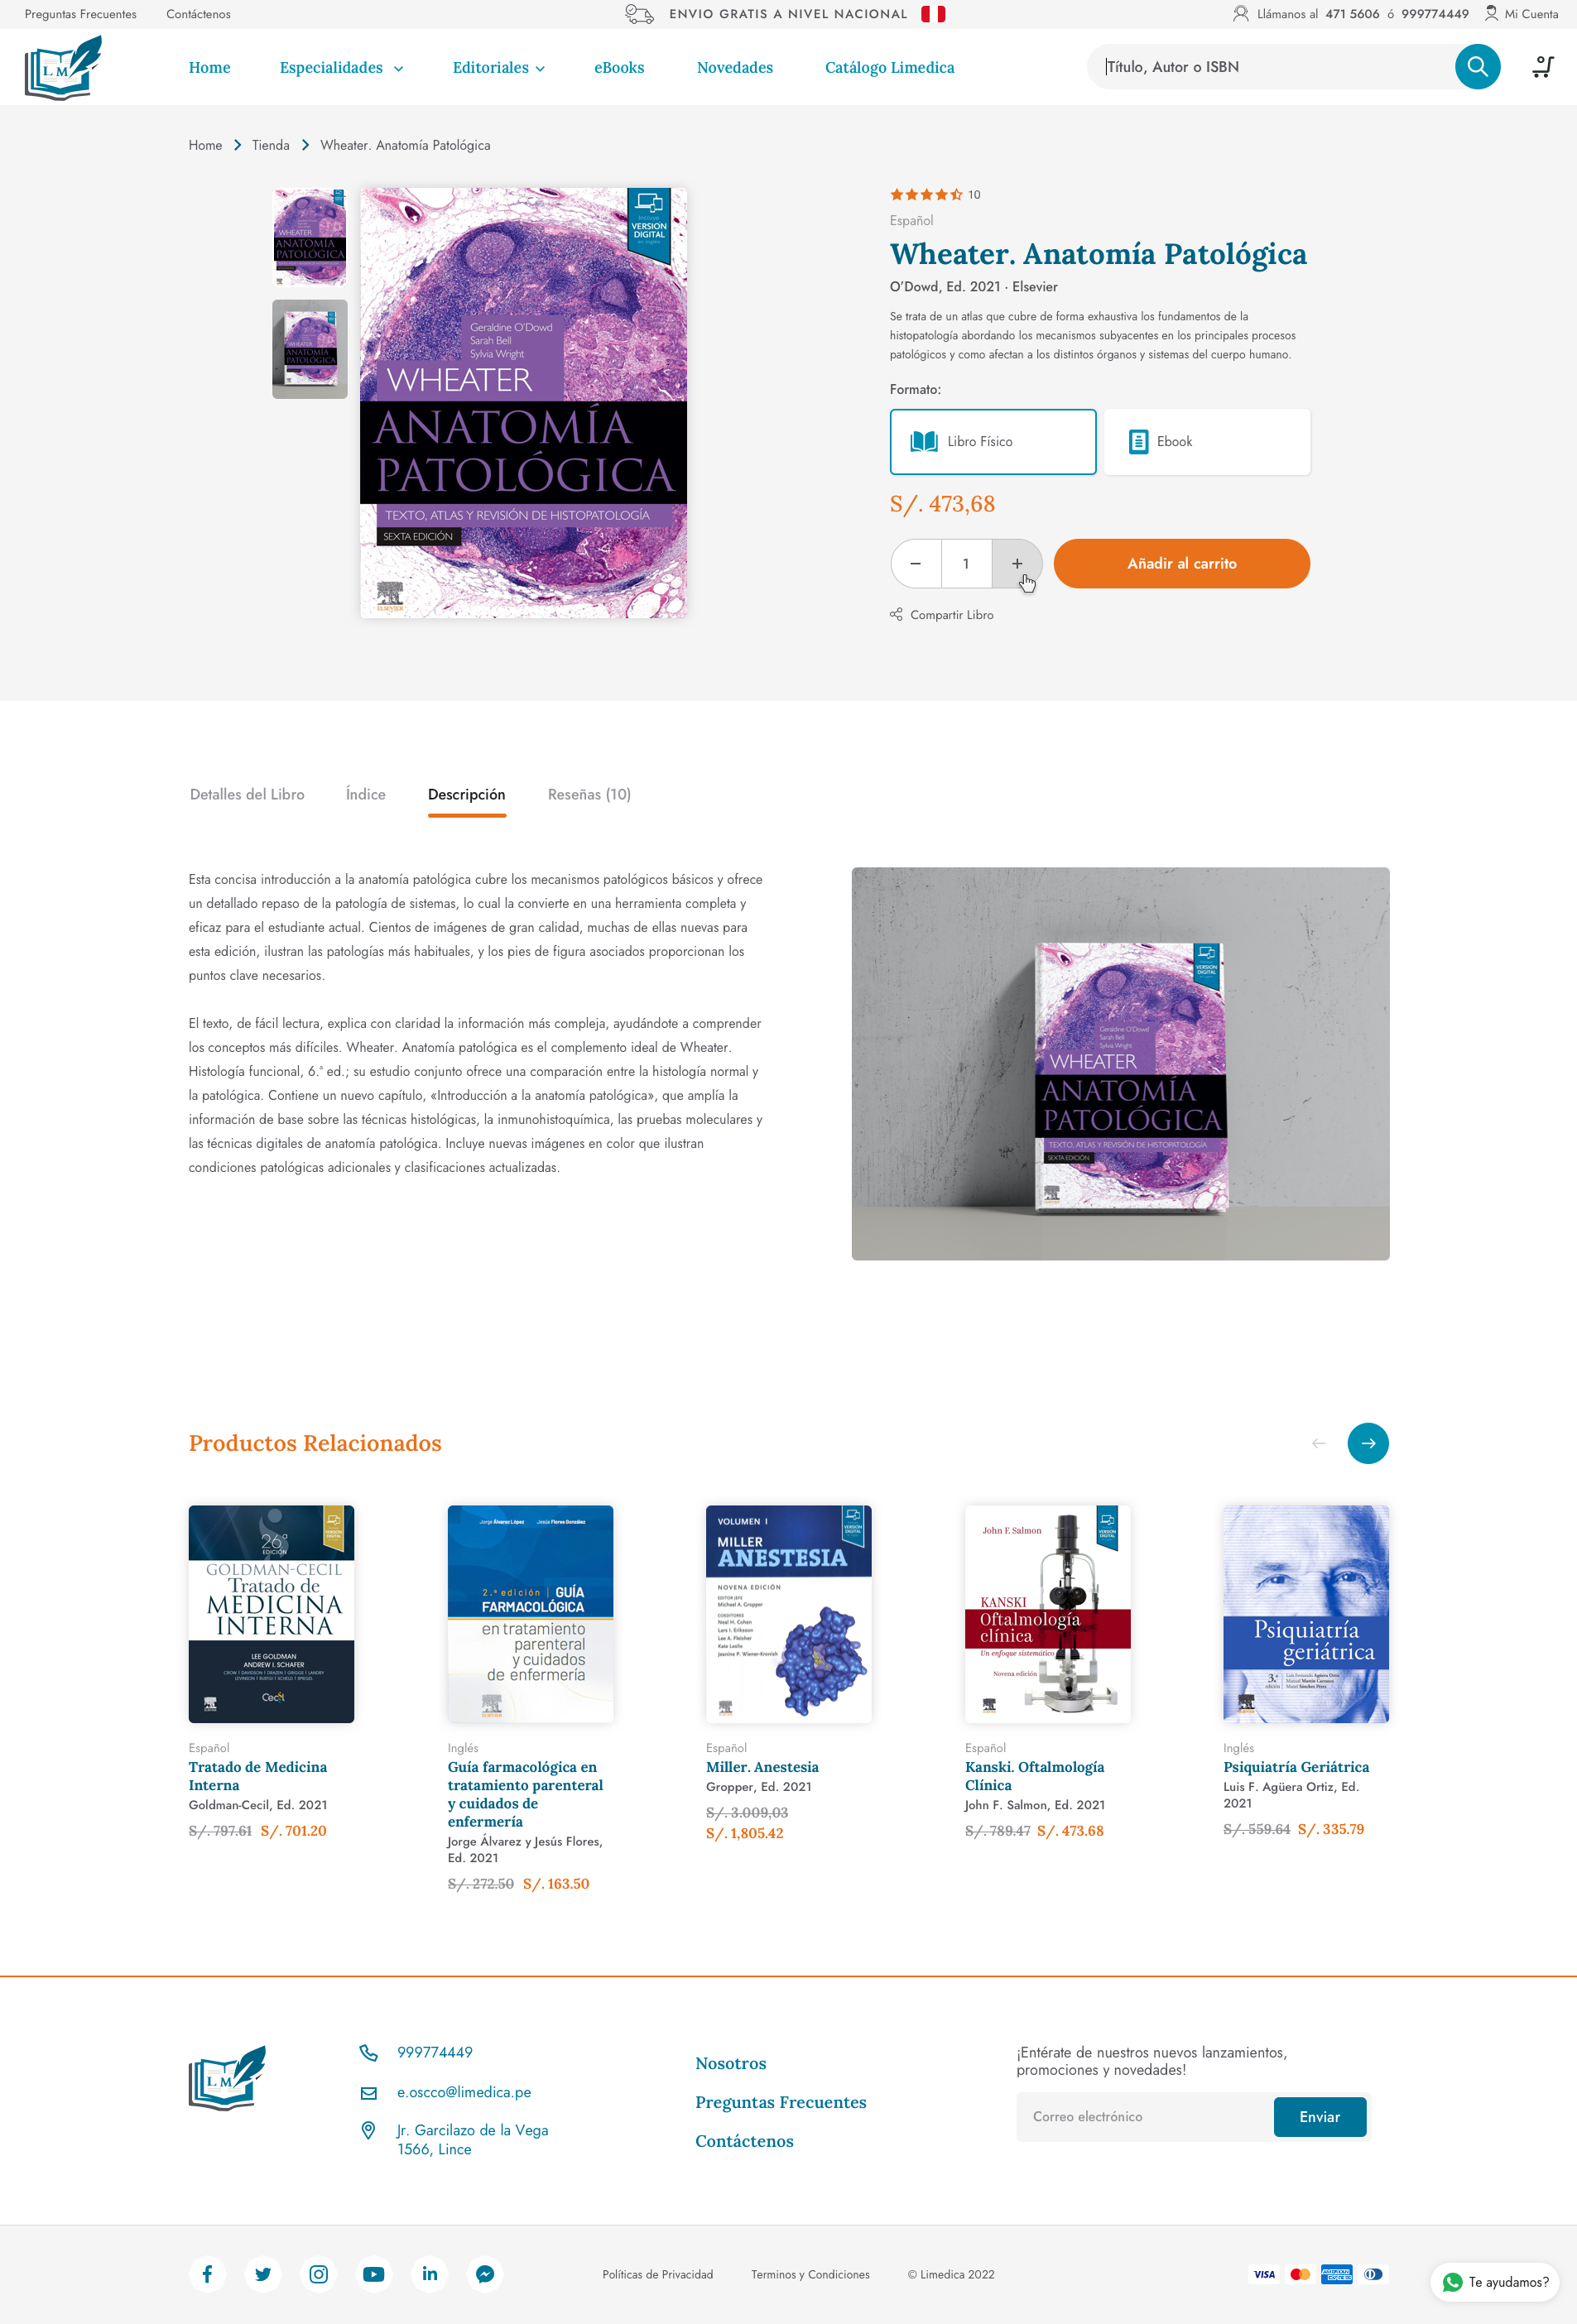 Preguntas Frecuentes
Contáctenos
ENVIO GRATIS A NIVEL NACIONAL
Llámanos al 471 5606 ó 999774449
Mi Cuenta
LM
Home
Especialidades
Editoriales
eBooks
Novedades
Catálogo Limedica
Título, Autor o ISBN
0
Home
Tienda
Wheater. Anatomía Patológica
Incluye
VERSIÓN
DIGITAL
en inglés
Geraldine O'Dowd
Sarah Bell
Sylvia Wright
WHEATER
ANATOMÍA
PATOLÓGICA
TEXTO, ATLAS Y REVISIÓN DE HISTOPATOLOGÍA
SEXTA EDICIÓN
ELSEVIER
WHEATER
ANATOMÍA
PATOLÓGICA
WHEATER
ANATOMÍA
PATOLÓGICA
10
Español
Wheater. Anatomía Patológica
O'Dowd, Ed. 2021 · Elsevier
Se trata de un atlas que cubre de forma exhaustiva los fundamentos de la
histopatología abordando los mecanismos subyacentes en los principales procesos
patológicos y como afectan a los distintos órganos y sistemas del cuerpo humano.
Formato:
Libro Físico
Ebook
S/. 473,68
1
Añadir al carrito
Compartir Libro
Detalles del Libro
Índice
Descripción
Reseñas (10)
Esta concisa introducción a la anatomía patológica cubre los mecanismos patológicos básicos y ofrece
un detallado repaso de la patología de sistemas, lo cual la convierte en una herramienta completa y
eficaz para el estudiante actual. Cientos de imágenes de gran calidad, muchas de ellas nuevas para
esta edición, ilustran las patologías más habituales, y los pies de figura asociados proporcionan los
puntos clave necesarios.
El texto, de fácil lectura, explica con claridad la información más compleja, ayudándote a comprender
los conceptos más difíciles. Wheater. Anatomía patológica es el complemento ideal de Wheater.
Histología funcional, 6.ª ed.; su estudio conjunto ofrece una comparación entre la histología normal y
la patológica. Contiene un nuevo capítulo, «Introducción a la anatomía patológica», que amplía la
información de base sobre las técnicas histológicas, la inmunohistoquímica, las pruebas moleculares y
las técnicas digitales de anatomía patológica. Incluye nuevas imágenes en color que ilustran
condiciones patológicas adicionales y clasificaciones actualizadas.
VERSIÓN
DIGITAL
Geraldine O'Dowd
Sarah Bell
Sylvia Wright
WHEATER
ANATOMÍA
PATOLÓGICA
TEXTO, ATLAS Y REVISIÓN DE HISTOPATOLOGÍA
SEXTA EDICIÓN
Productos Relacionados
26ª
EDICIÓN
GOLDMAN-CECIL
Tratado de
MEDICINA
INTERNA
LEE GOLDMAN
ANDREW I. SCHAFER
Cecil
Español
Tratado de Medicina
Interna
Goldman-Cecil, Ed. 2021
S/. 797.61 S/. 701.20
Jorge Álvarez López
Jesús Flores González
2.ª edición | GUÍA
FARMACOLÓGICA
en tratamiento
parenteral
y cuidados
de enfermería
Inglés
Guía farmacológica en
tratamiento parenteral
y cuidados de
enfermería
Jorge Álvarez y Jesús Flores,
Ed. 2021
S/. 272.50 S/. 163.50
VOLUMEN I
MILLER
ANESTESIA
NOVENA EDICIÓN
EDITOR JEFE
Michael A. Gropper
COEDITORES
Neal H. Cohen
Lars I. Eriksson
Lee A. Fleisher
Kate Leslie
Jeanine P. Wiener-Kronish
Español
Miller. Anestesia
Gropper, Ed. 2021
S/. 3.009,03
S/. 1,805.42
John F. Salmon
KANSKI
Oftalmología
clínica
Un enfoque sistemático
Novena edición
Español
Kanski. Oftalmología
Clínica
John F. Salmon, Ed. 2021
S/. 789.47 S/. 473.68
Psiquiatría
geriátrica
3.ª
edición
Luis Fernando Agüera Ortiz
Manuel Martín Carrasco
Manel Sánchez Pérez
Inglés
Psiquiatría Geriátrica
Luis F. Agüera Ortiz, Ed.
2021
S/. 559.64 S/. 335.79
LM
999774449
e.oscco@limedica.pe
Jr. Garcilazo de la Vega
1566, Lince
Nosotros
Preguntas Frecuentes
Contáctenos
¡Entérate de nuestros nuevos lanzamientos,
promociones y novedades!
Correo electrónico
Enviar
Políticas de Privacidad
Terminos y Condiciones
© Limedica 2022
VISA
AMERICAN EXPRESS
Te ayudamos?